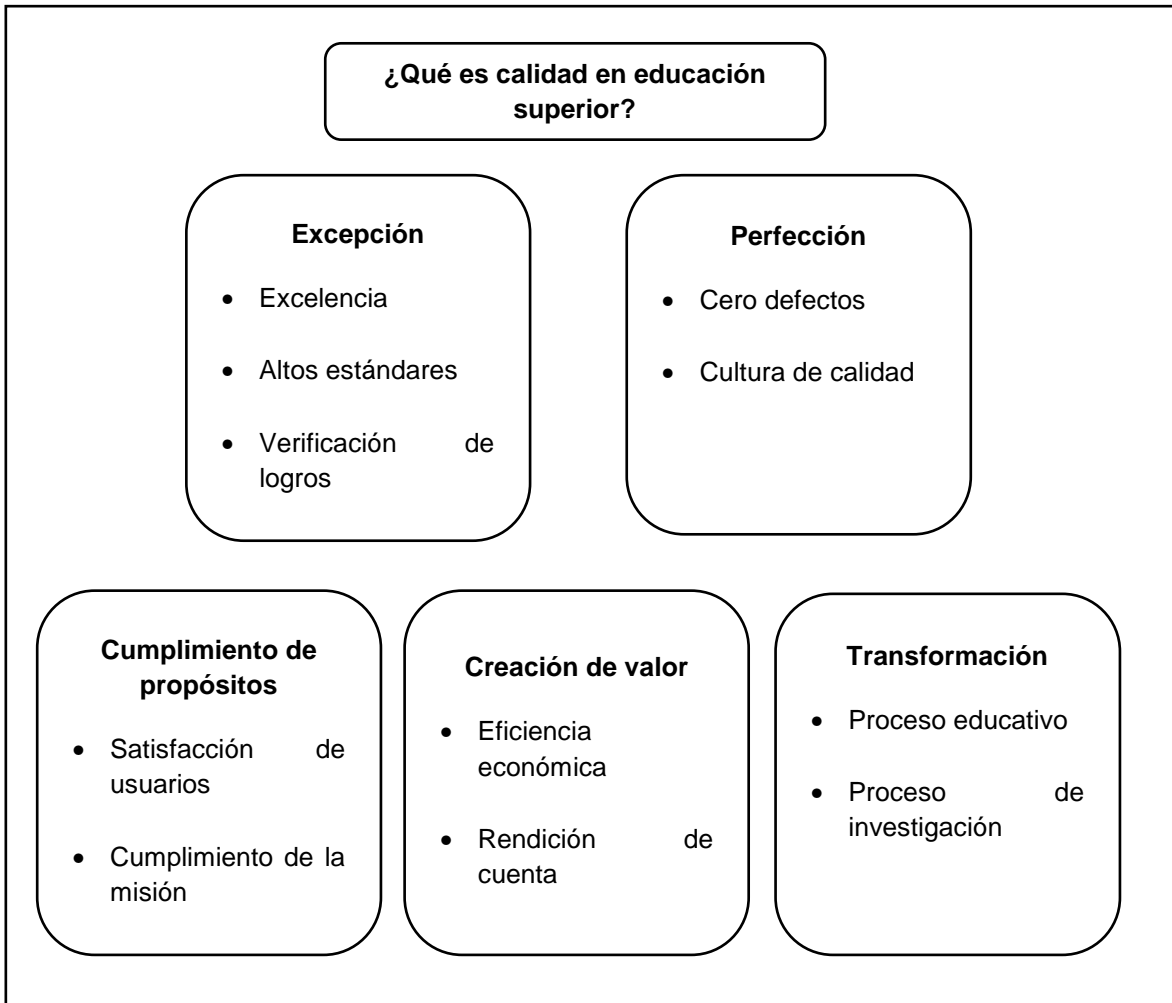 ¿Qué es calidad en educación
superior?
Excepción
• Excelencia
• Altos estándares
• Verificación de
logros
Perfección
• Cero defectos
• Cultura de calidad
Cumplimiento de
propósitos
• Satisfacción de
usuarios
• Cumplimiento de la
misión
Creación de valor
• Eficiencia
económica
• Rendición de
cuenta
Transformación
• Proceso educativo
• Proceso de
investigación